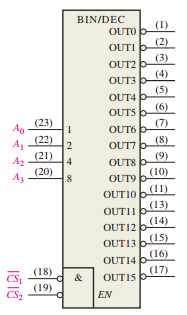 BIN/DEC
OUT0 (1)
OUT1 (2)
OUT2 (3)
OUT3 (4)
OUT4 (5)
OUT5 (6)
A₀ (23) 1 OUT6 (7)
A₁ (22) 2 OUT7 (8)
A₂ (21) 4 OUT8 (9)
A₃ (20) 8 OUT9 (10)
OUT10 (11)
OUT11 (13)
OUT12 (14)
OUT13 (15)
OUT14 (16)
C̅S̅₁ (18) & OUT15 (17)
C̅S̅₂ (19) EN